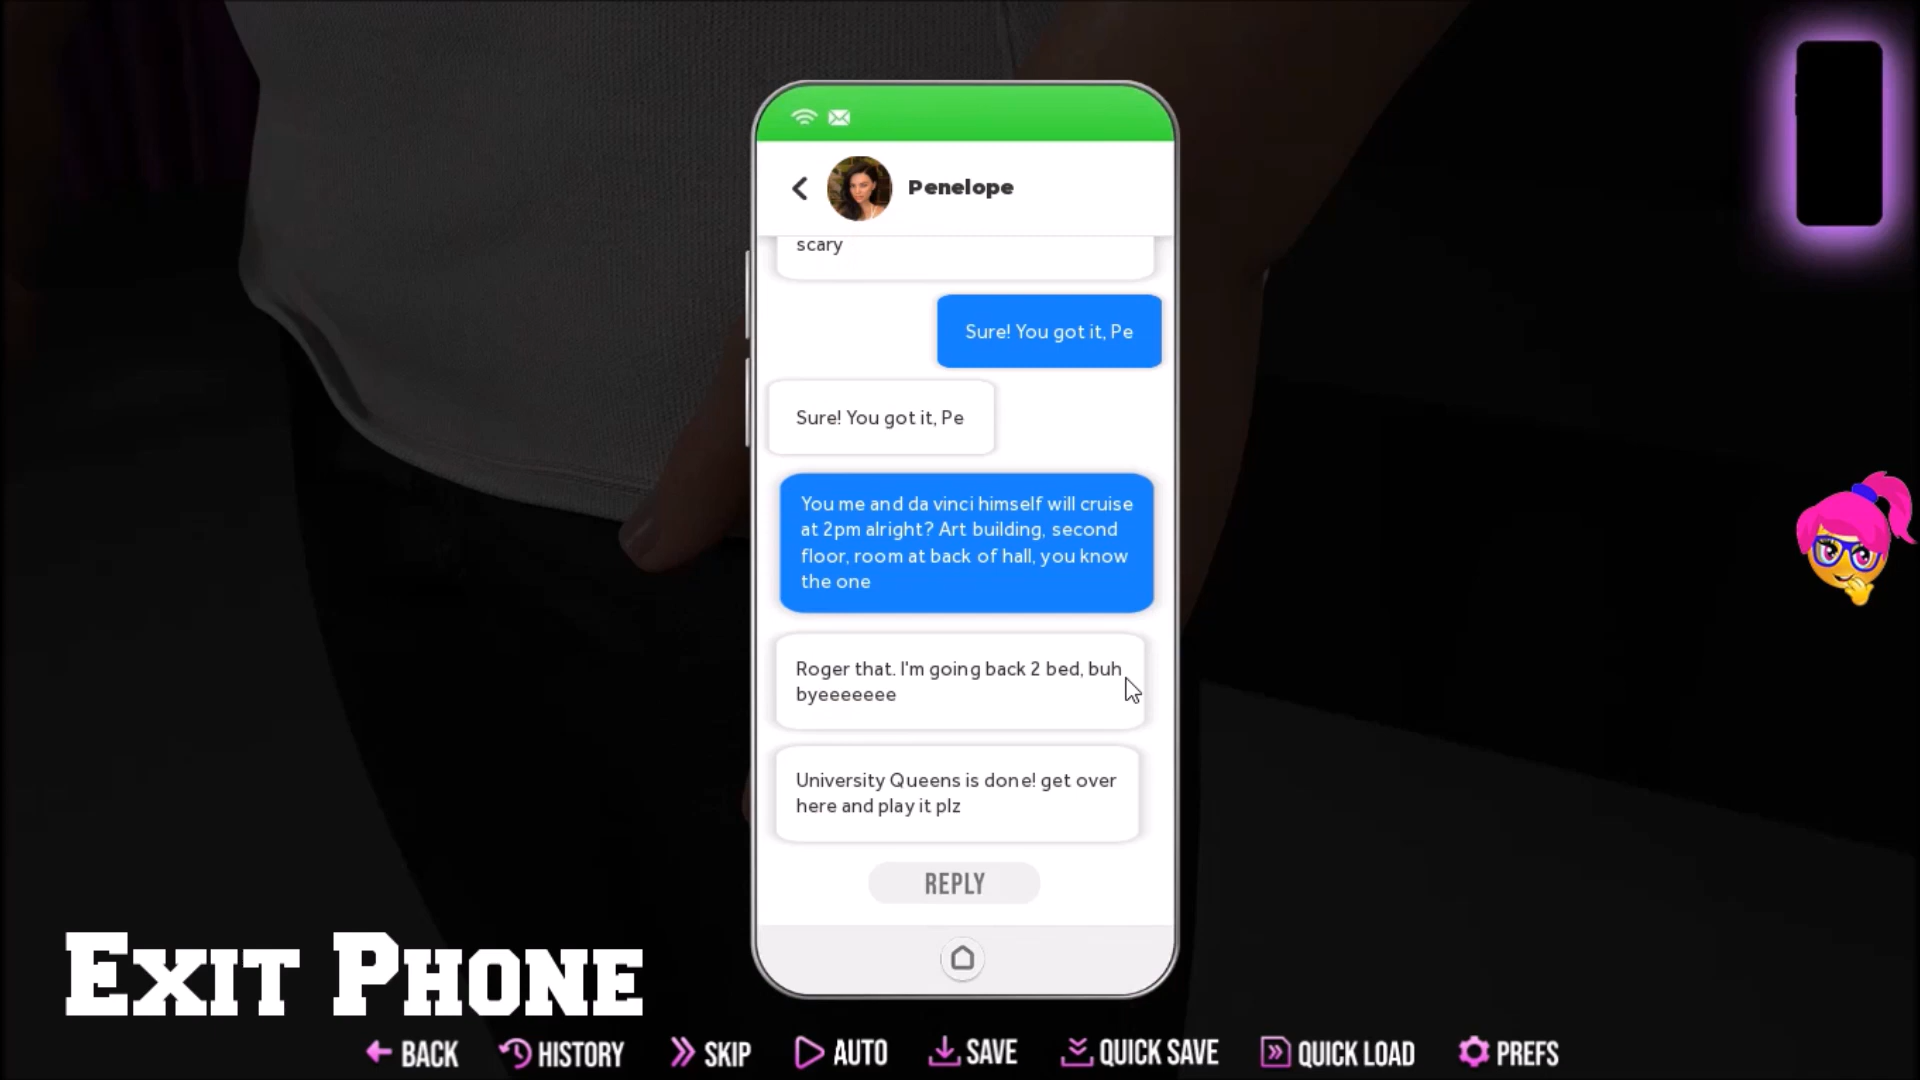 Penelope
scary
Sure! You got it, Pe
Sure! You got it, Pe
You me and da vinci himself will cruise
at 2pm alright? Art building, second
floor, room at back of hall, you know
the one
Roger that. I'm going back 2 bed, buh
byeeeeeee
University Queens is done! get over
here and play it plz
REPLY
EXIT PHONE
BACK
HISTORY
SKIP
AUTO
SAVE
QUICK SAVE
QUICK LOAD
PREFS